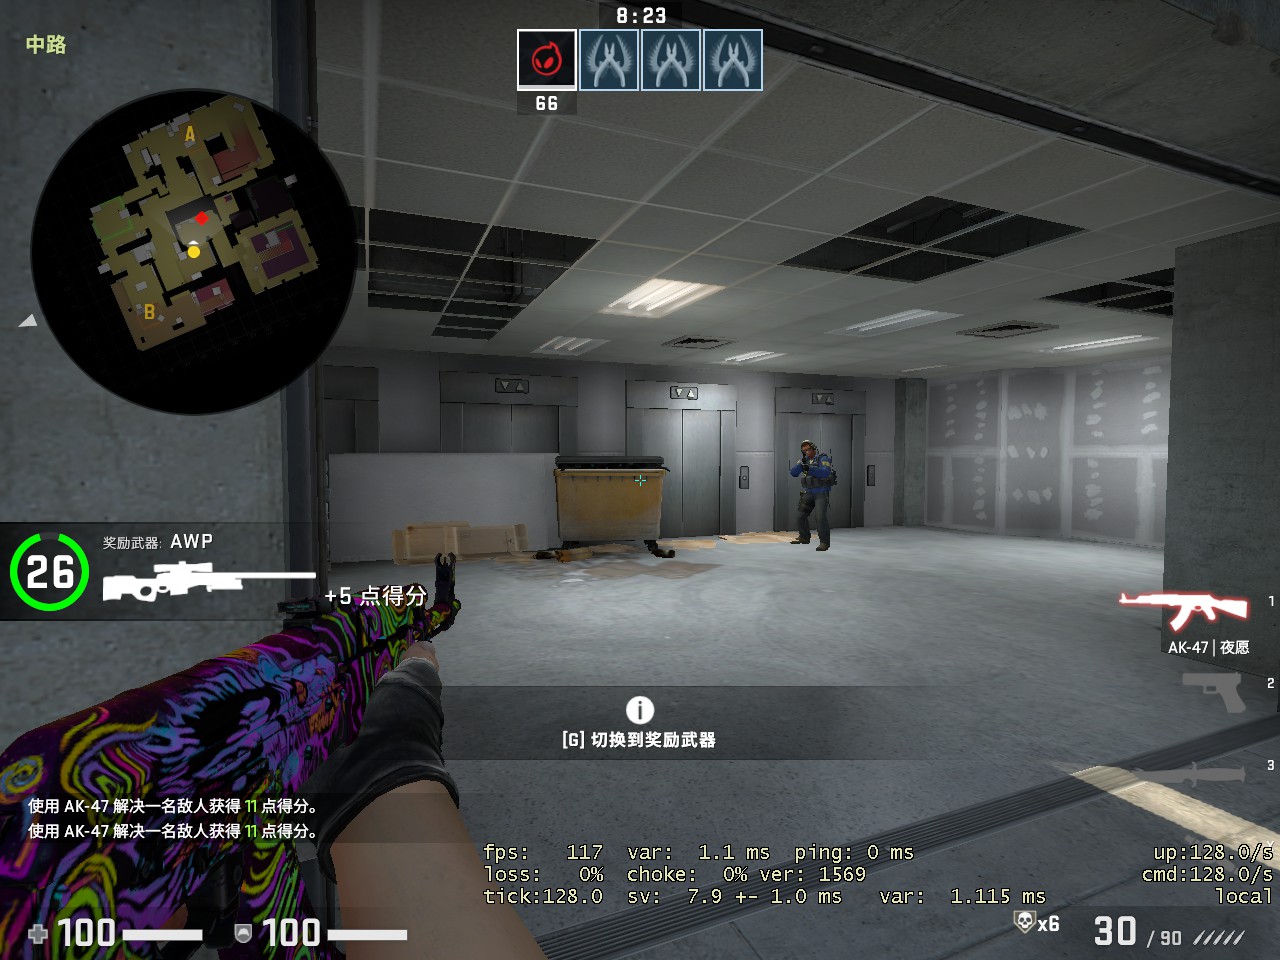 中路
8:23
66
A
B
26
奖励武器: AWP
+5 点得分
1
AK-47 | 夜愿
2
[G] 切换到奖励武器
3
使用 AK-47 解决一名敌人获得 11 点得分。
使用 AK-47 解决一名敌人获得 11 点得分。
fps: 117 var: 1.1 ms ping: 0 ms
loss: 0% choke: 0% ver: 1569
tick:128.0 sv: 7.9 +- 1.0 ms var: 1.115 ms
up:128.0/s
cmd:128.0/s
local
100
100
x6
30 / 90